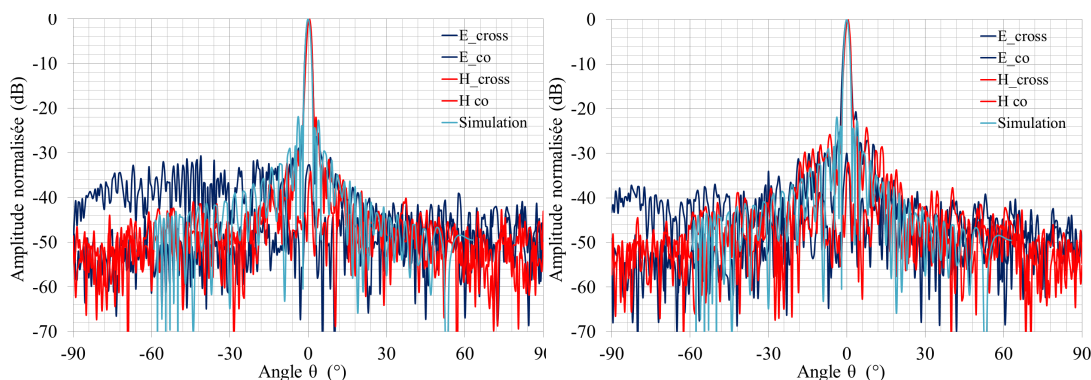 Amplitude normalisée (dB)
0
-10
-20
-30
-40
-50
-60
-70
-90
-60
-30
0
30
60
90
Angle θ (°)
E_cross
E_co
H_cross
H co
Simulation
Amplitude normalisée (dB)
0
-10
-20
-30
-40
-50
-60
-70
-90
-60
-30
0
30
60
90
Angle θ (°)
E_cross
E_co
H_cross
H co
Simulation